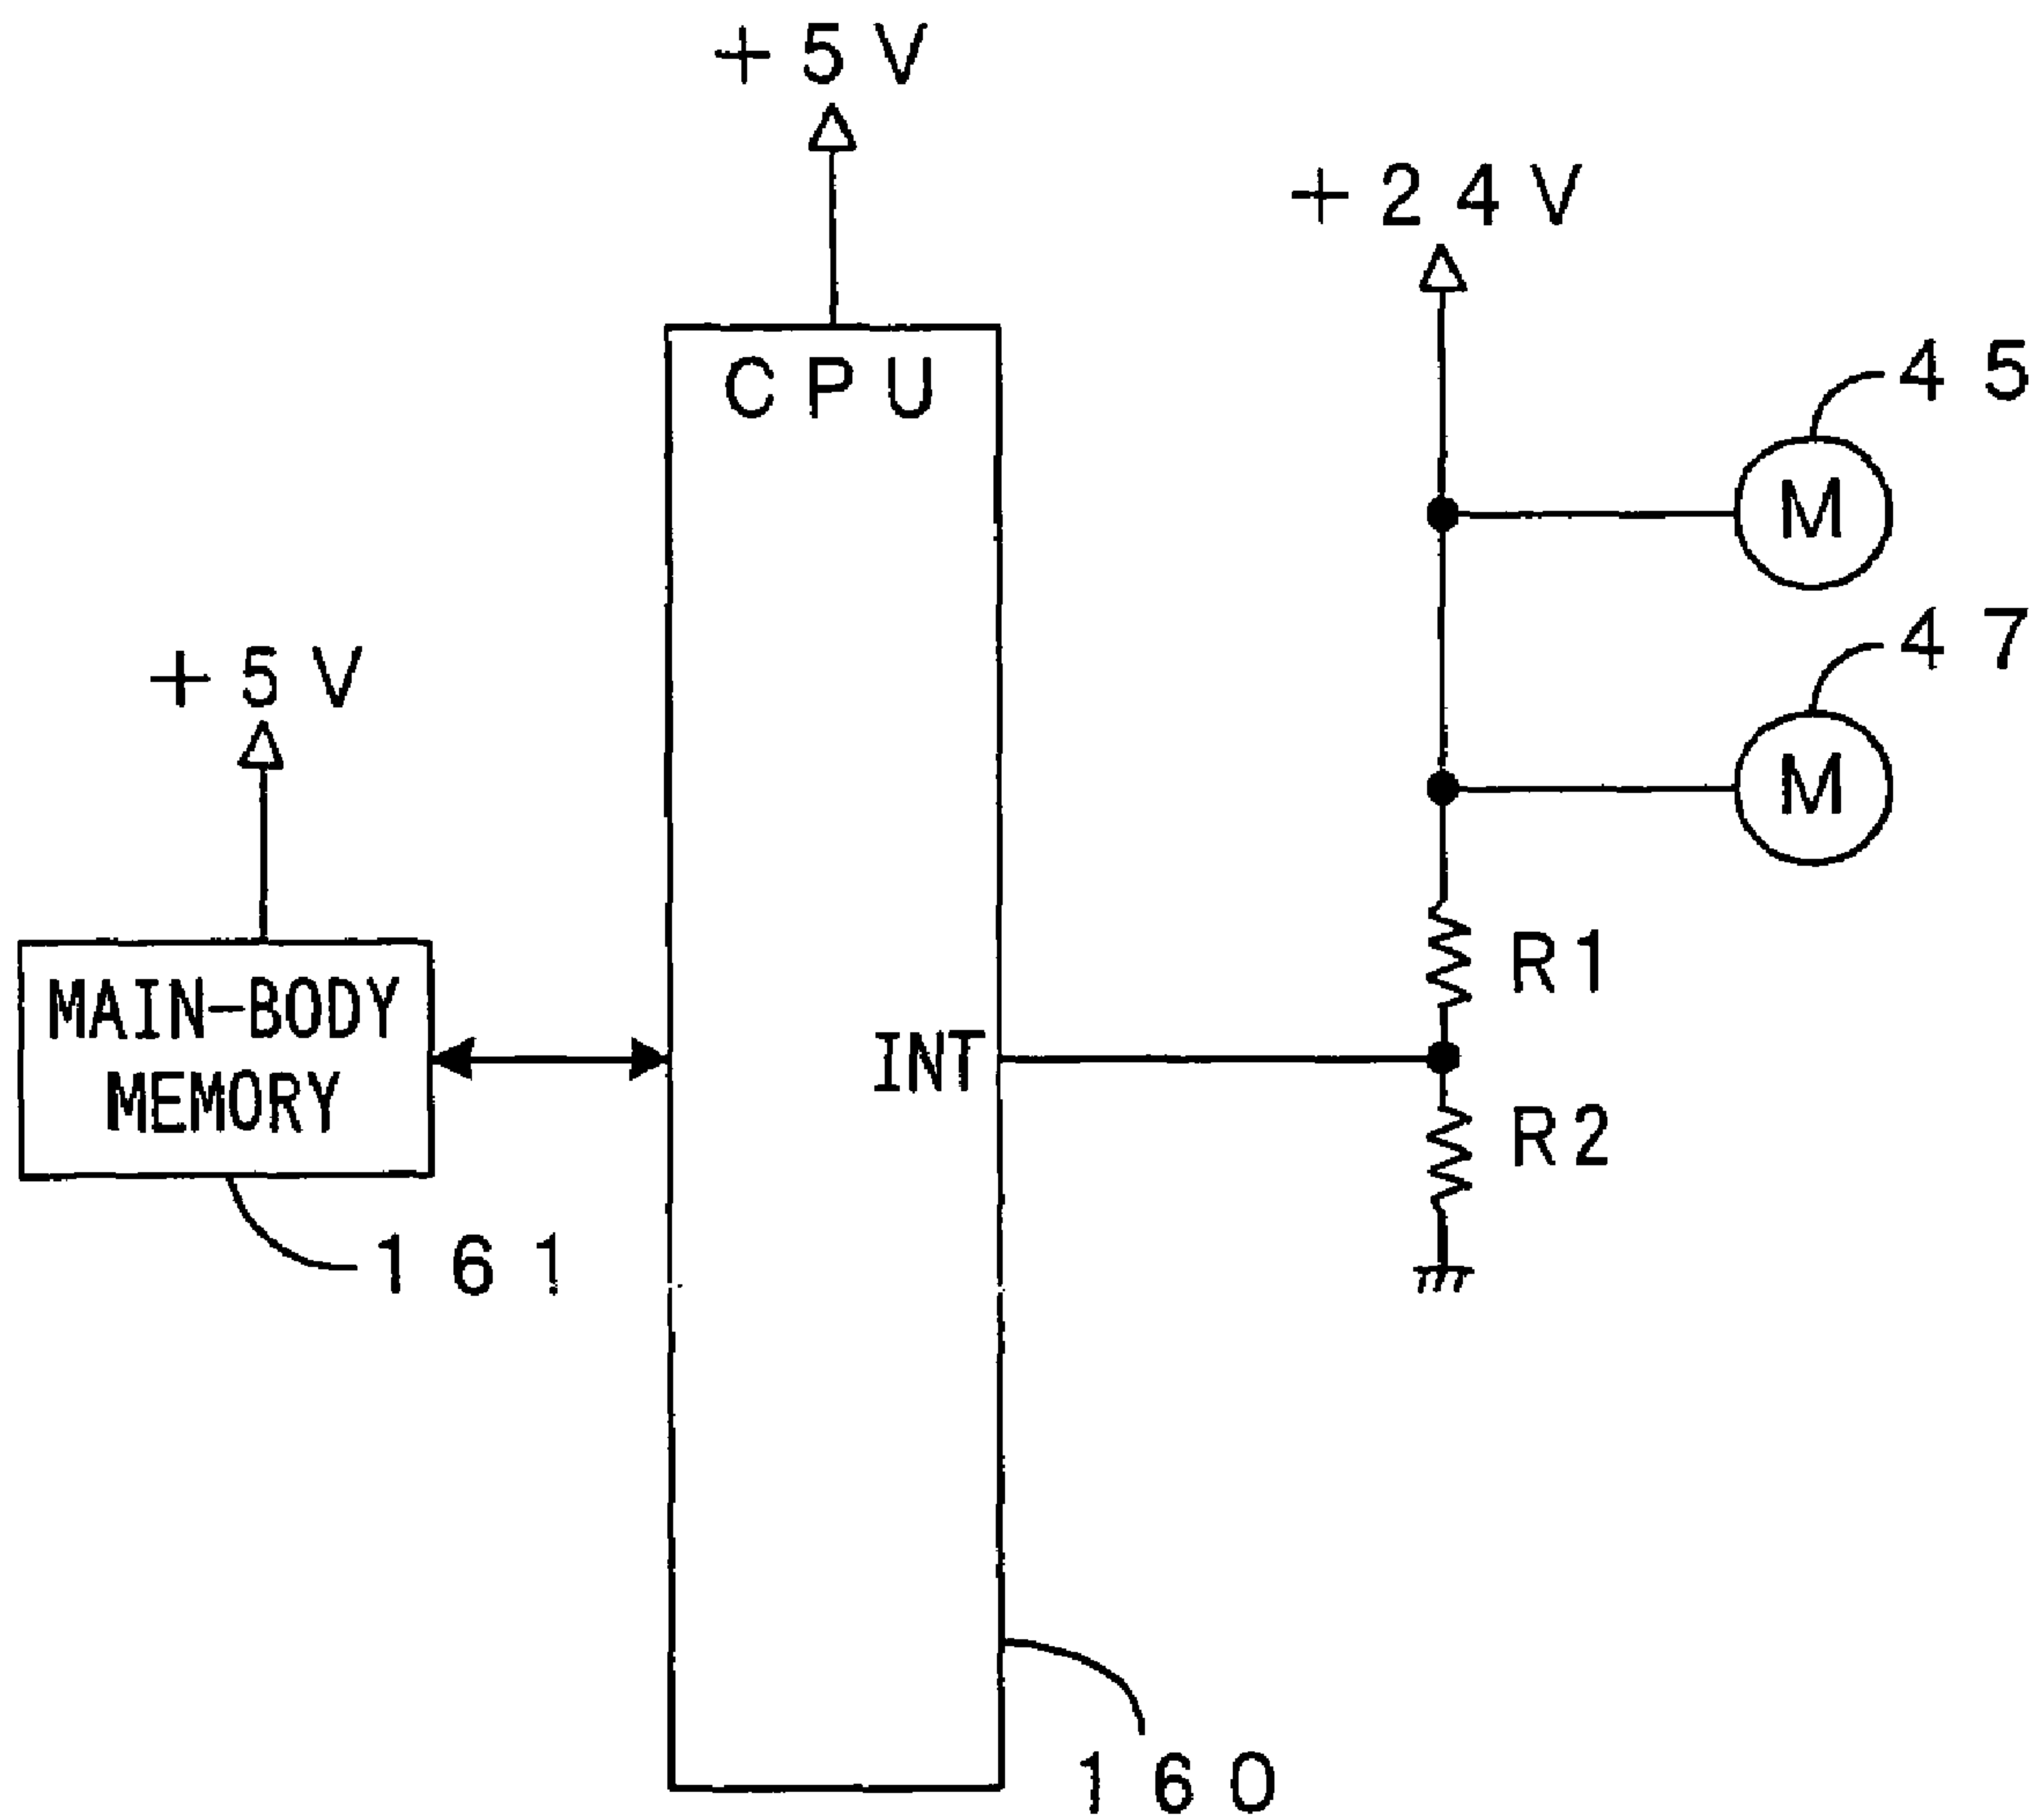 +5V
+24V
CPU
45
M
47
M
+5V
R1
MAIN-BODY
MEMORY
INT
R2
161
160